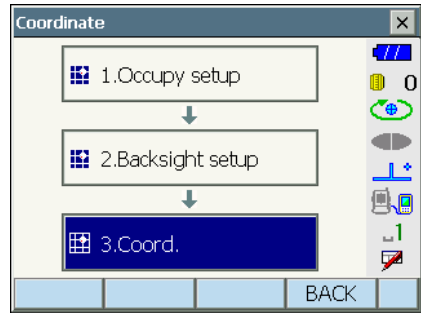 Coordinate
1.Occupy setup
0
2.Backsight setup
3.Coord.
1
BACK